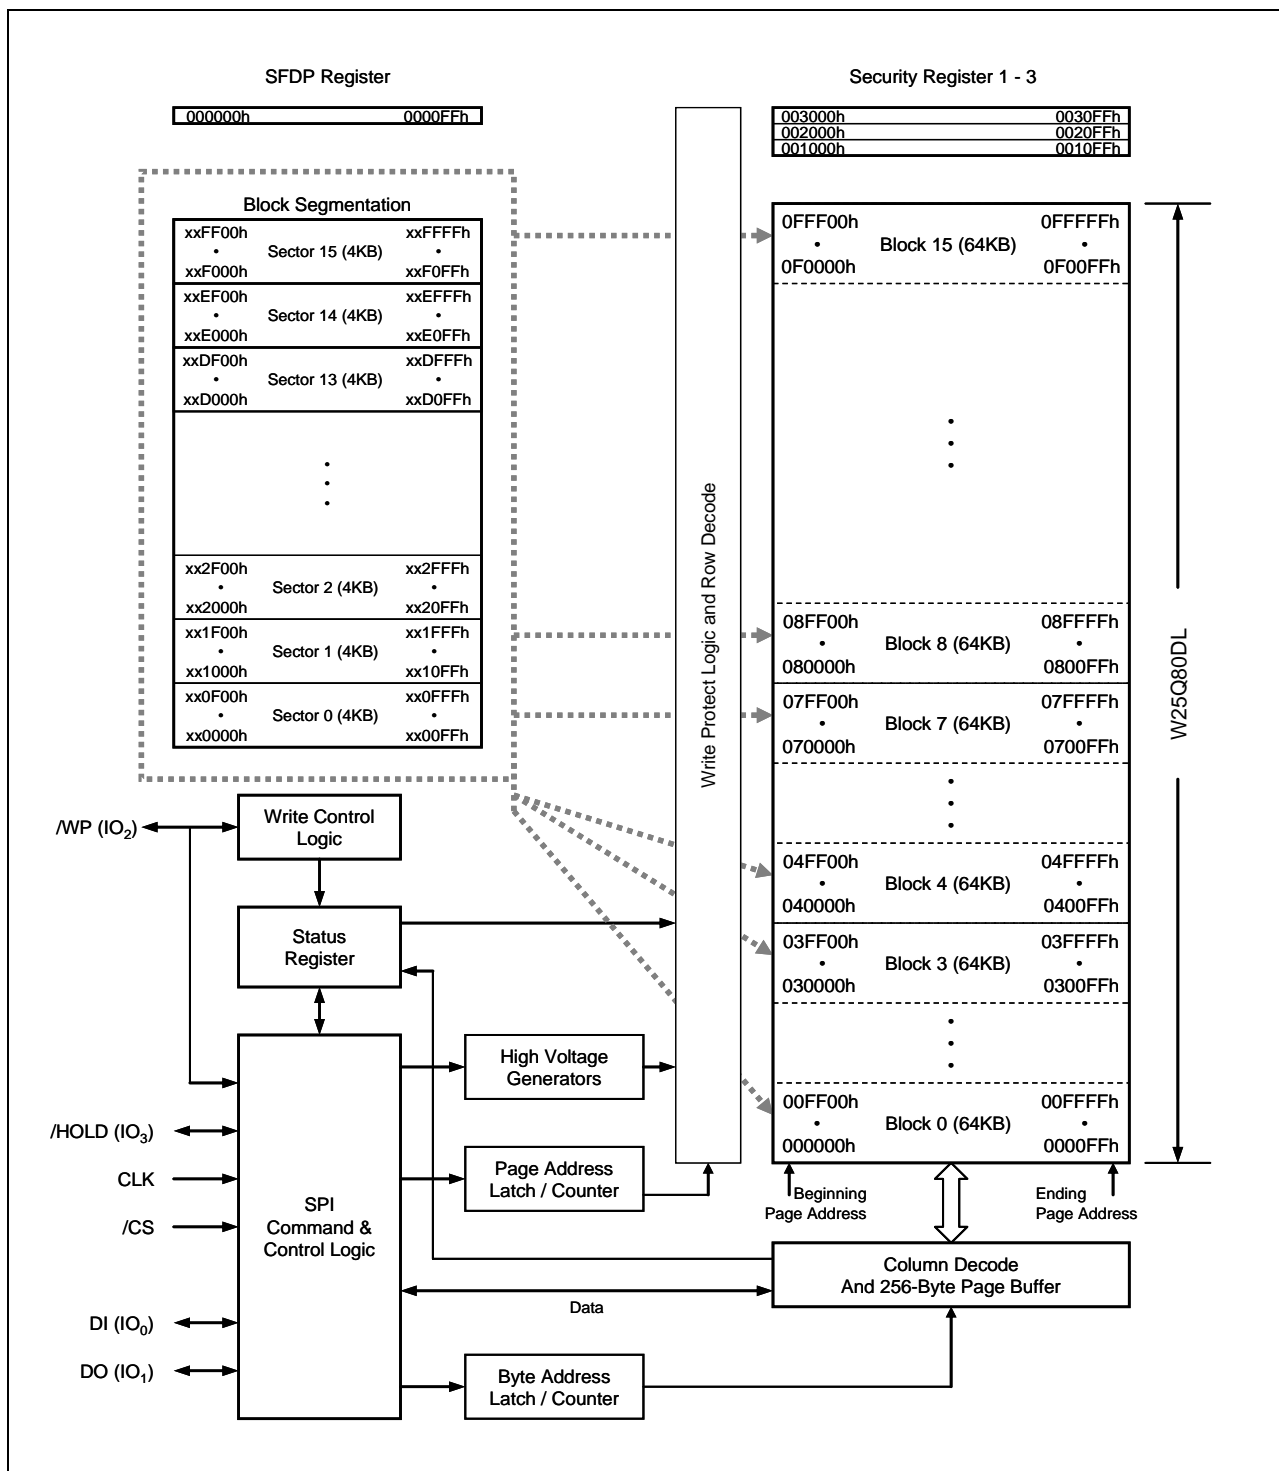 SFDP Register
000000h 0000FFh
Security Register 1 - 3
003000h 0030FFh
002000h 0020FFh
001000h 0010FFh
Block Segmentation
xxFF00h xxFFFFh
• Sector 15 (4KB) •
xxF000h xxF0FFh
xxEF00h xxEFFFh
• Sector 14 (4KB) •
xxE000h xxE0FFh
xxDF00h xxDFFFh
• Sector 13 (4KB) •
xxD000h xxD0FFh
xx2F00h xx2FFFh
• Sector 2 (4KB) •
xx2000h xx20FFh
xx1F00h xx1FFFh
• Sector 1 (4KB) •
xx1000h xx10FFh
xx0F00h xx0FFFh
• Sector 0 (4KB) •
xx0000h xx00FFh
Write Protect Logic and Row Decode
0FFF00h 0FFFFFh
• Block 15 (64KB) •
0F0000h 0F00FFh
08FF00h 08FFFFh
• Block 8 (64KB) •
080000h 0800FFh
07FF00h 07FFFFh
• Block 7 (64KB) •
070000h 0700FFh
04FF00h 04FFFFh
• Block 4 (64KB) •
040000h 0400FFh
03FF00h 03FFFFh
• Block 3 (64KB) •
030000h 0300FFh
00FF00h 00FFFFh
• Block 0 (64KB) •
000000h 0000FFh
W25Q80DL
Beginning
Page Address
Ending
Page Address
/WP (IO2)
Write Control
Logic
Status
Register
High Voltage
Generators
/HOLD (IO3)
CLK
/CS
SPI
Command &
Control Logic
Page Address
Latch / Counter
Column Decode
And 256-Byte Page Buffer
Data
DI (IO0)
DO (IO1)
Byte Address
Latch / Counter